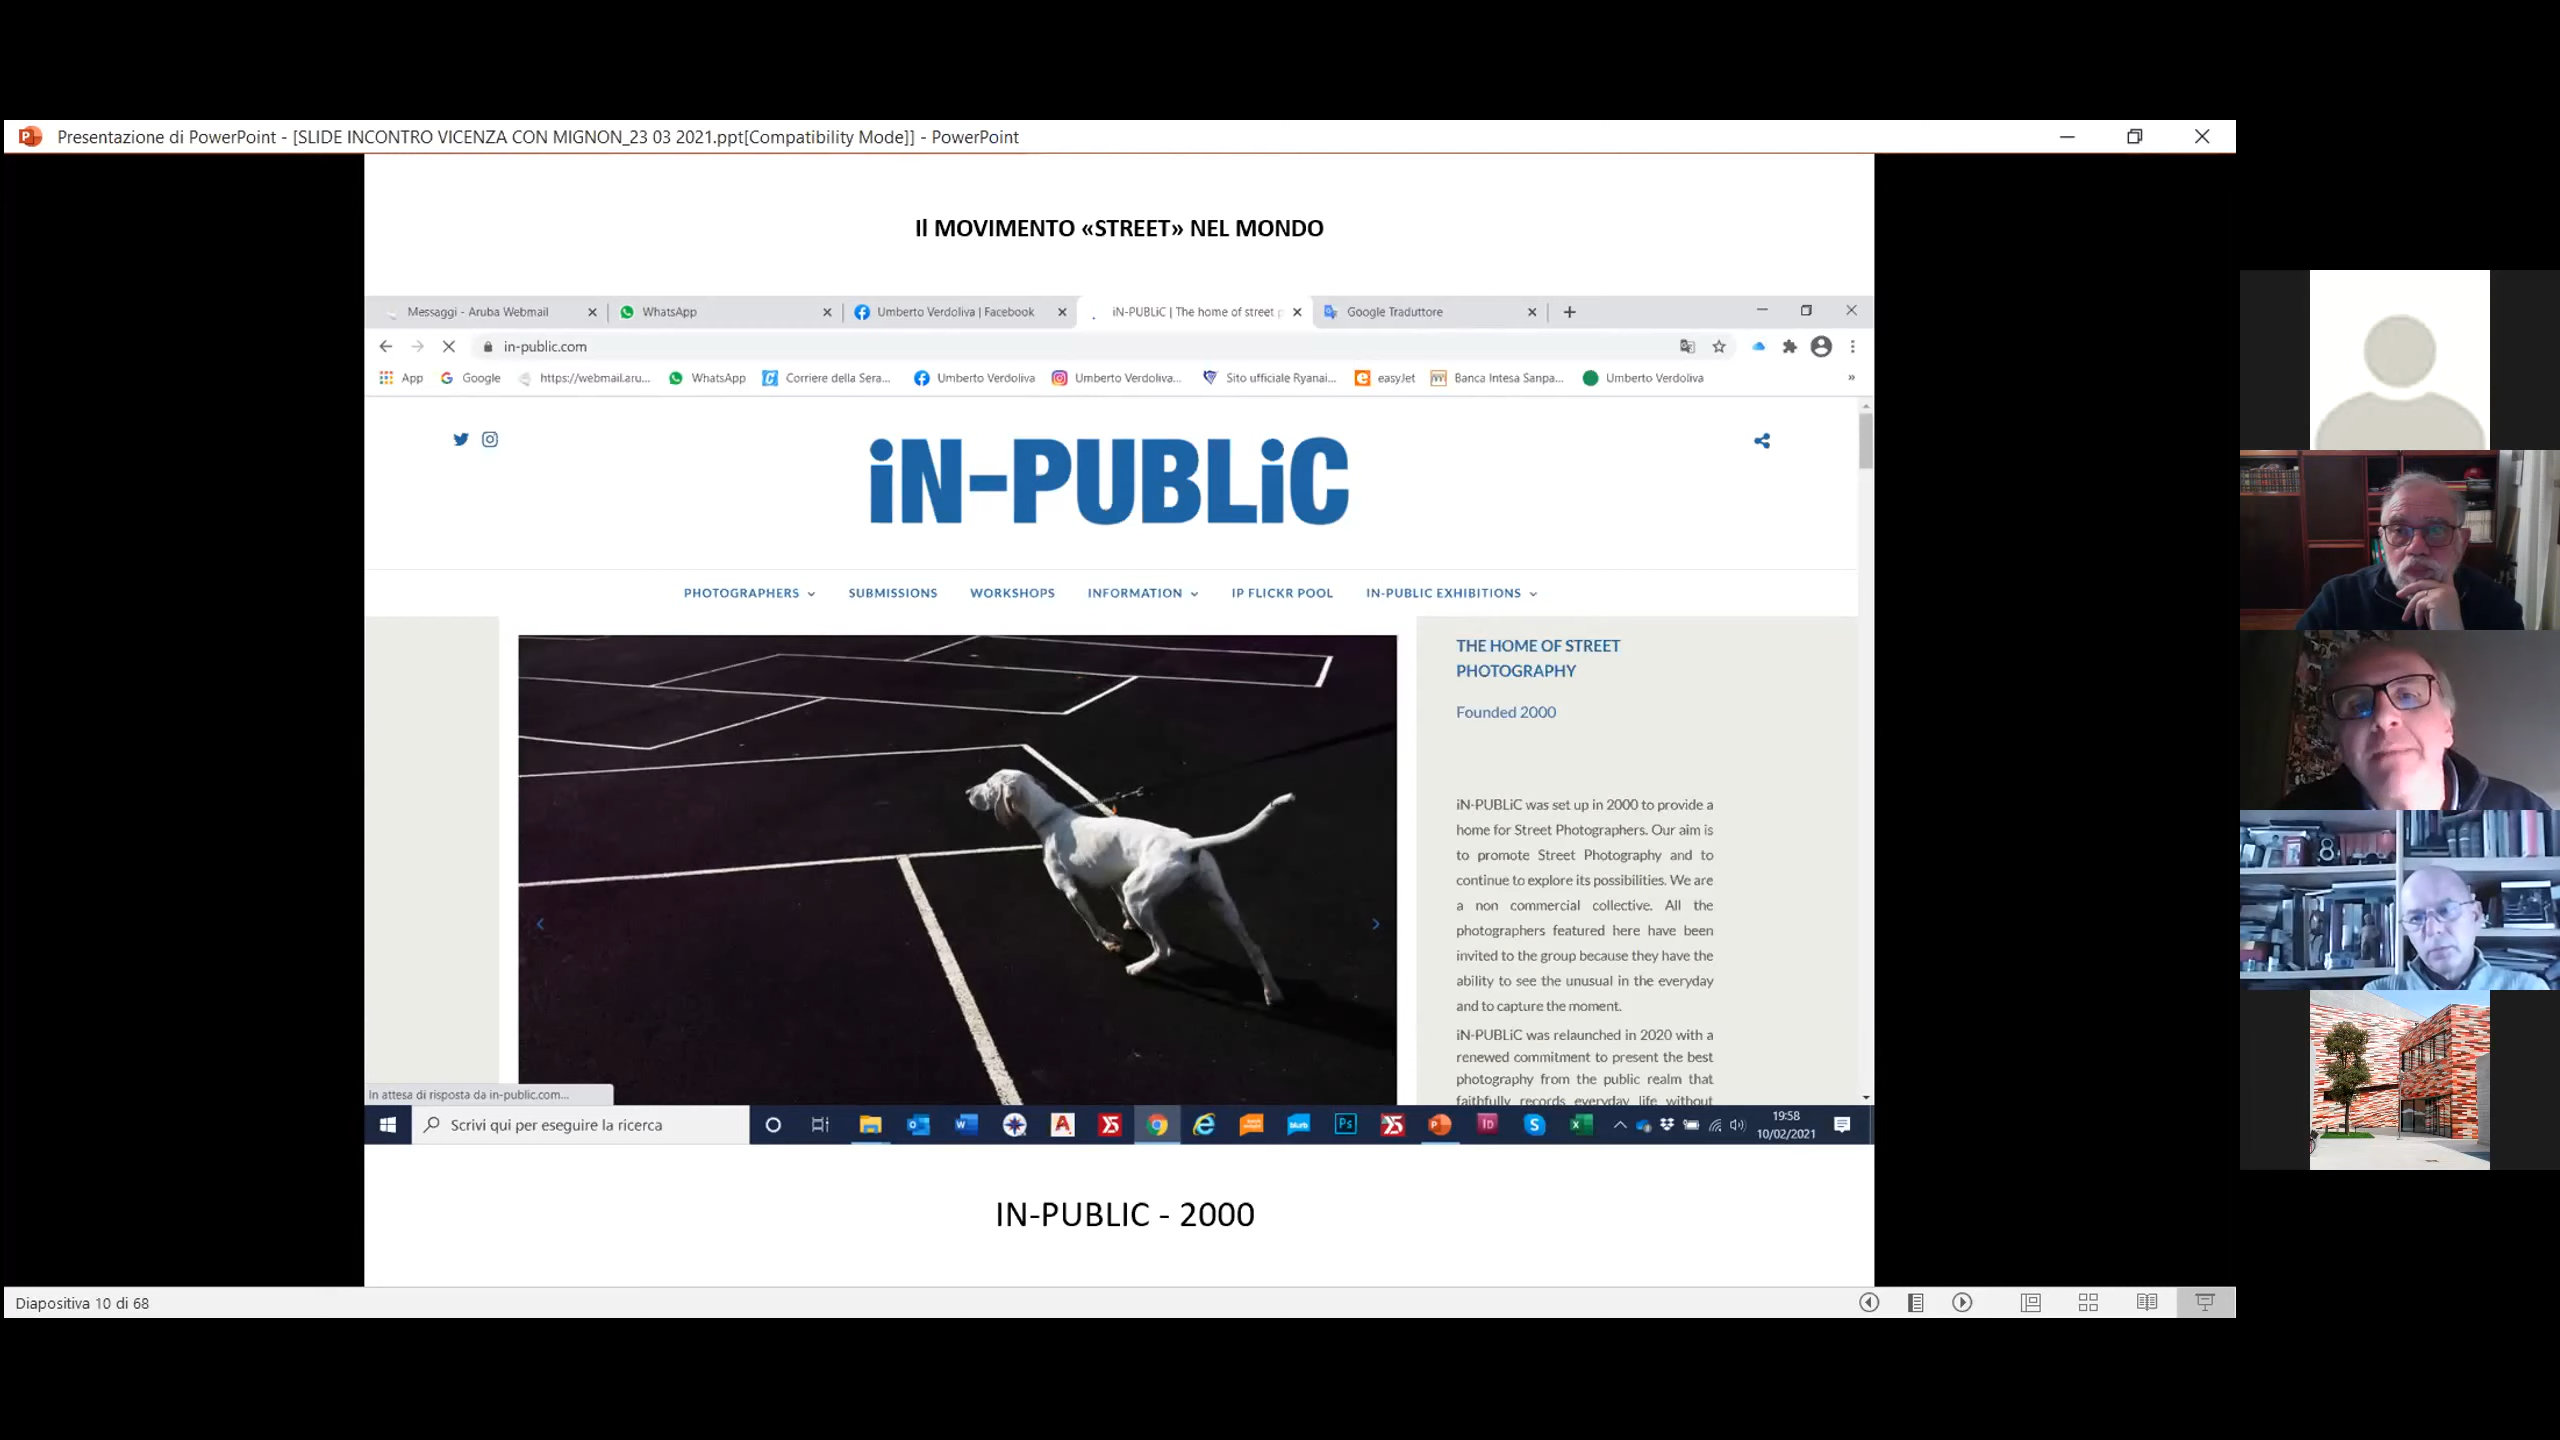 Presentazione di PowerPoint - [SLIDE INCONTRO VICENZA CON MIGNON_23 03 2021.ppt[Compatibility Mode]] - PowerPoint
Il MOVIMENTO «STREET» NEL MONDO
Messaggi - Aruba Webmail
WhatsApp
Umberto Verdoliva | Facebook
iN-PUBLiC | The home of street p
Google Traduttore
in-public.com
App
Google
https://webmail.aru...
WhatsApp
Corriere della Sera...
Umberto Verdoliva
Umberto Verdoliva...
Sito ufficiale Ryanai...
easyJet
Banca Intesa Sanpa...
Umberto Verdoliva
»
iN-PUBLiC
PHOTOGRAPHERS
SUBMISSIONS
WORKSHOPS
INFORMATION
IP FLICKR POOL
IN-PUBLIC EXHIBITIONS
THE HOME OF STREET
PHOTOGRAPHY
Founded 2000
iN-PUBLiC was set up in 2000 to provide a
home for Street Photographers. Our aim is
to promote Street Photography and to
continue to explore its possibilities. We are
a non commercial collective. All the
photographers featured here have been
invited to the group because they have the
ability to see the unusual in the everyday
and to capture the moment.
iN-PUBLiC was relaunched in 2020 with a
renewed commitment to present the best
photography from the public realm that
faithfully records everyday life without
In attesa di risposta da in-public.com...
Scrivi qui per eseguire la ricerca
19:58
10/02/2021
IN-PUBLIC - 2000
Diapositiva 10 di 68